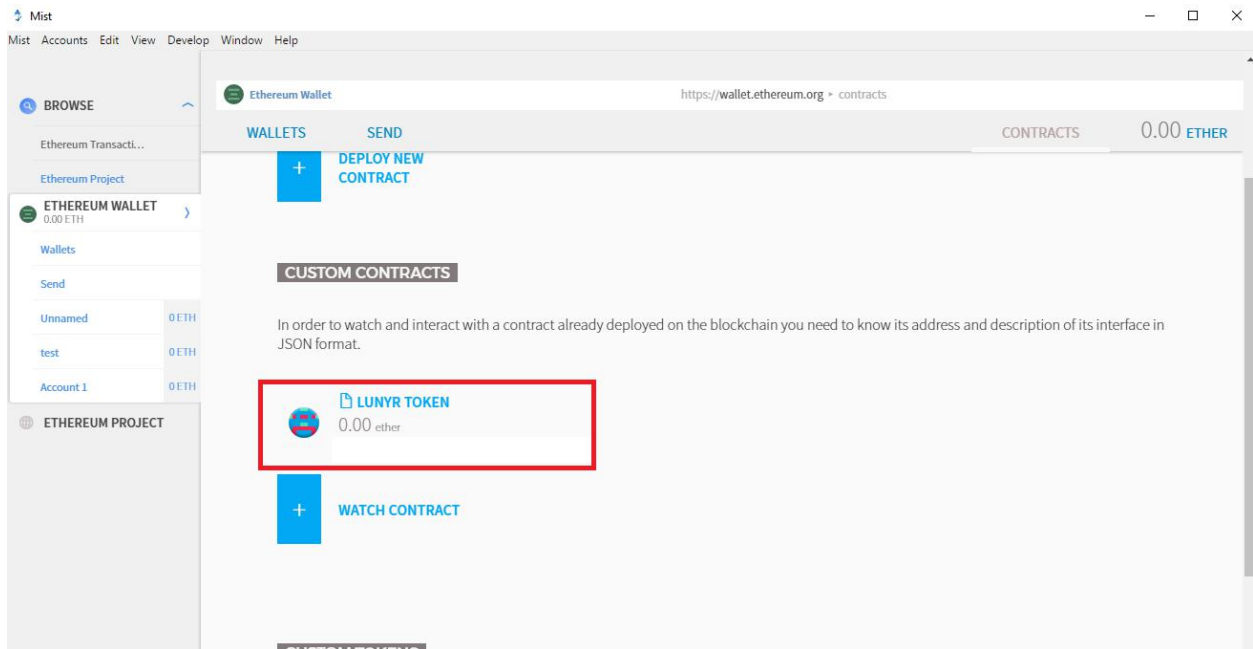 Mist
Mist Accounts Edit View Develop Window Help
BROWSE
Ethereum Transacti...
Ethereum Project
ETHEREUM WALLET
0.00 ETH
Wallets
Send
Unnamed 0 ETH
test 0 ETH
Account 1 0 ETH
ETHEREUM PROJECT
Ethereum Wallet https://wallet.ethereum.org ▸ contracts
WALLETS SEND CONTRACTS 0.00 ETHER
+ DEPLOY NEW
CONTRACT
CUSTOM CONTRACTS
In order to watch and interact with a contract already deployed on the blockchain you need to know its address and description of its interface in
JSON format.
LUNYR TOKEN
0.00 ether
+ WATCH CONTRACT
CUSTOM TOKENS